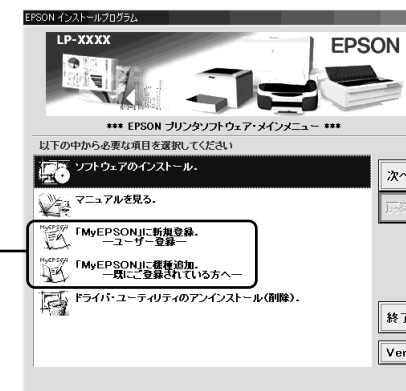 EPSON インストールプログラム
LP-XXXX
EPSON
*** EPSON プリンタソフトウェア・メインメニュー ***
以下の中から必要な項目を選択してください
ソフトウェアのインストール.
マニュアルを見る.
MyEPSON
「MyEPSON」に新規登録.
―ユーザー登録―
MyEPSON
「MyEPSON」に機種追加.
―既にご登録されている方へ―
ドライバ・ユーティリティのアンインストール(削除).
次へ
戻る
終了
Ver